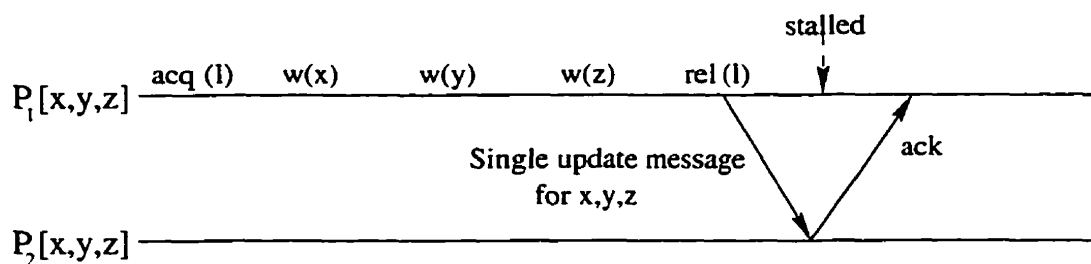 stalled
acq (l) w(x) w(y) w(z) rel (l)
P1[x,y,z]
Single update message
for x,y,z
ack
P2[x,y,z]